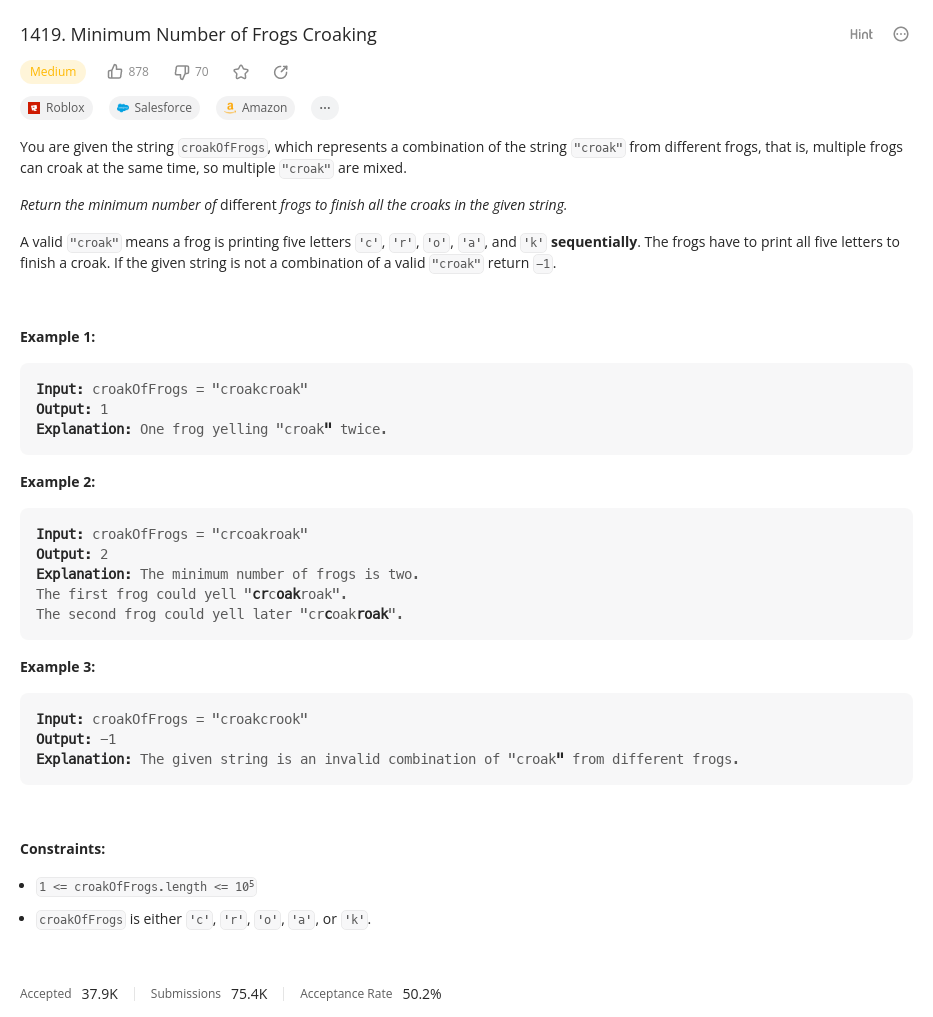 1419. Minimum Number of Frogs Croaking
Hint
Medium 878 70
Roblox Salesforce Amazon ...
You are given the string croakOfFrogs, which represents a combination of the string "croak" from different frogs, that is, multiple frogs
can croak at the same time, so multiple "croak" are mixed.
Return the minimum number of different frogs to finish all the croaks in the given string.
A valid "croak" means a frog is printing five letters 'c', 'r', 'o', 'a', and 'k' sequentially. The frogs have to print all five letters to
finish a croak. If the given string is not a combination of a valid "croak" return -1.
Example 1:
Input: croakOfFrogs = "croakcroak"
Output: 1
Explanation: One frog yelling "croak" twice.
Example 2:
Input: croakOfFrogs = "crcoakroak"
Output: 2
Explanation: The minimum number of frogs is two.
The first frog could yell "crcoakroak".
The second frog could yell later "crcoakroak".
Example 3:
Input: croakOfFrogs = "croakcrook"
Output: -1
Explanation: The given string is an invalid combination of "croak" from different frogs.
Constraints:
• 1 <= croakOfFrogs.length <= 10⁵
• croakOfFrogs is either 'c', 'r', 'o', 'a', or 'k'.
Accepted 37.9K Submissions 75.4K Acceptance Rate 50.2%